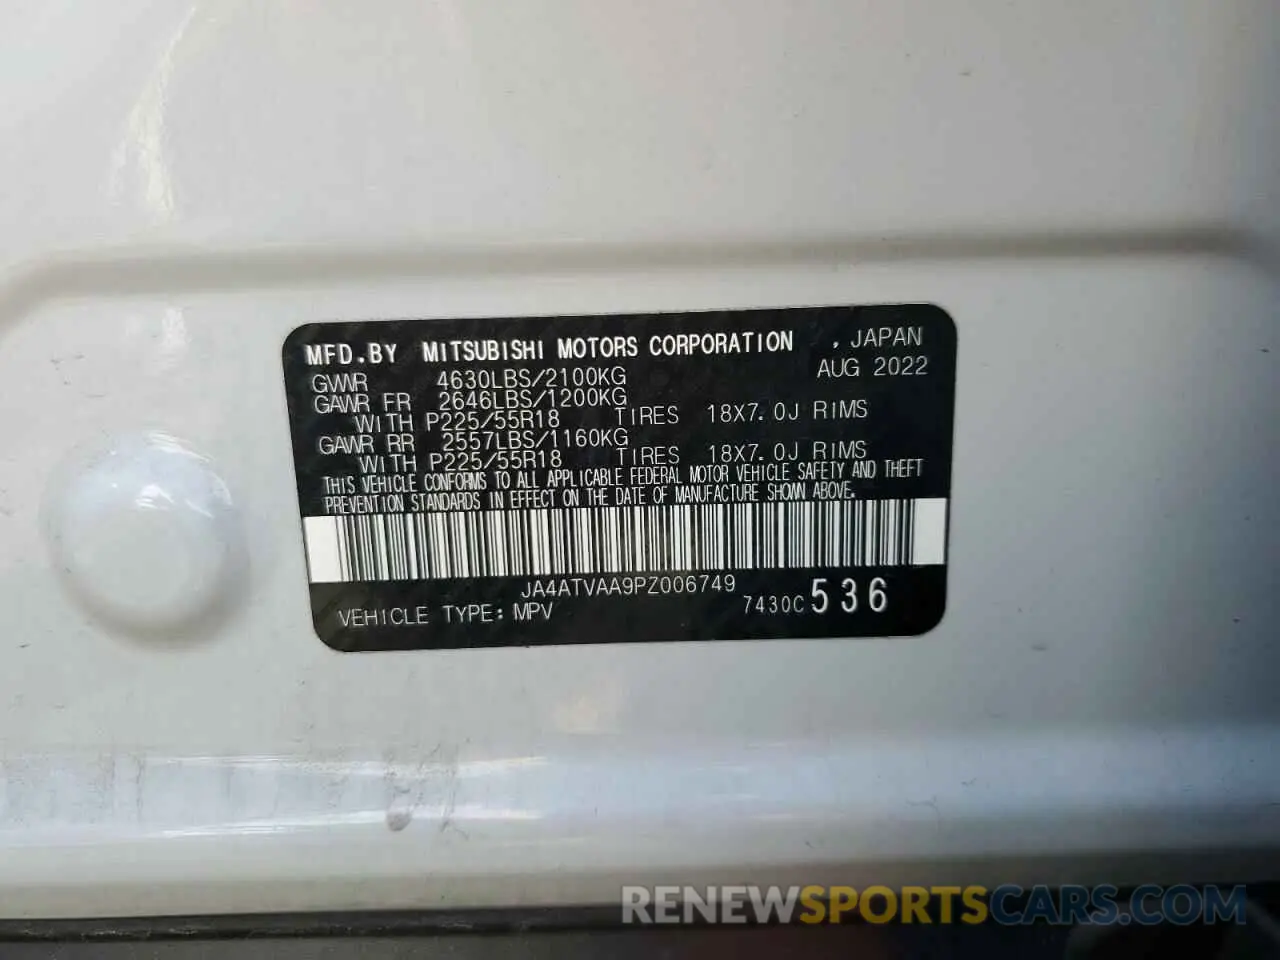 MFD.BY MITSUBISHI MOTORS CORPORATION , JAPAN
GVWR 4630LBS/2100KG AUG 2022
GAWR FR 2646LBS/1200KG
WITH P225/55R18 TIRES 18X7.0J RIMS
GAWR RR 2557LBS/1160KG
WITH P225/55R18 TIRES 18X7.0J RIMS
THIS VEHICLE CONFORMS TO ALL APPLICABLE FEDERAL MOTOR VEHICLE SAFETY AND THEFT
PREVENTION STANDARDS IN EFFECT ON THE DATE OF MANUFACTURE SHOWN ABOVE.
JA4ATVAA9PZ006749
VEHICLE TYPE: MPV 7430C 536
RENEWSPORTSCARS.COM